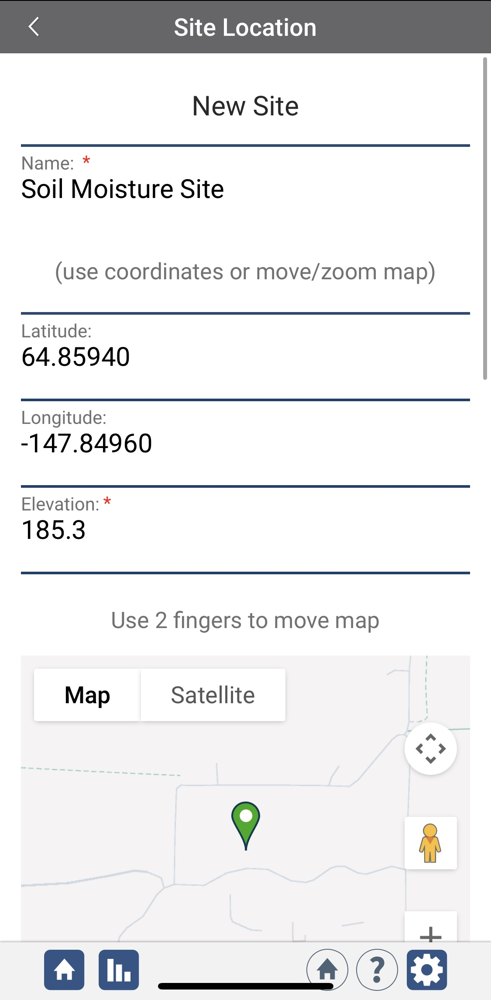 Site Location
New Site
Name: *
Soil Moisture Site
(use coordinates or move/zoom map)
Latitude:
64.85940
Longitude:
-147.84960
Elevation: *
185.3
Use 2 fingers to move map
Map Satellite